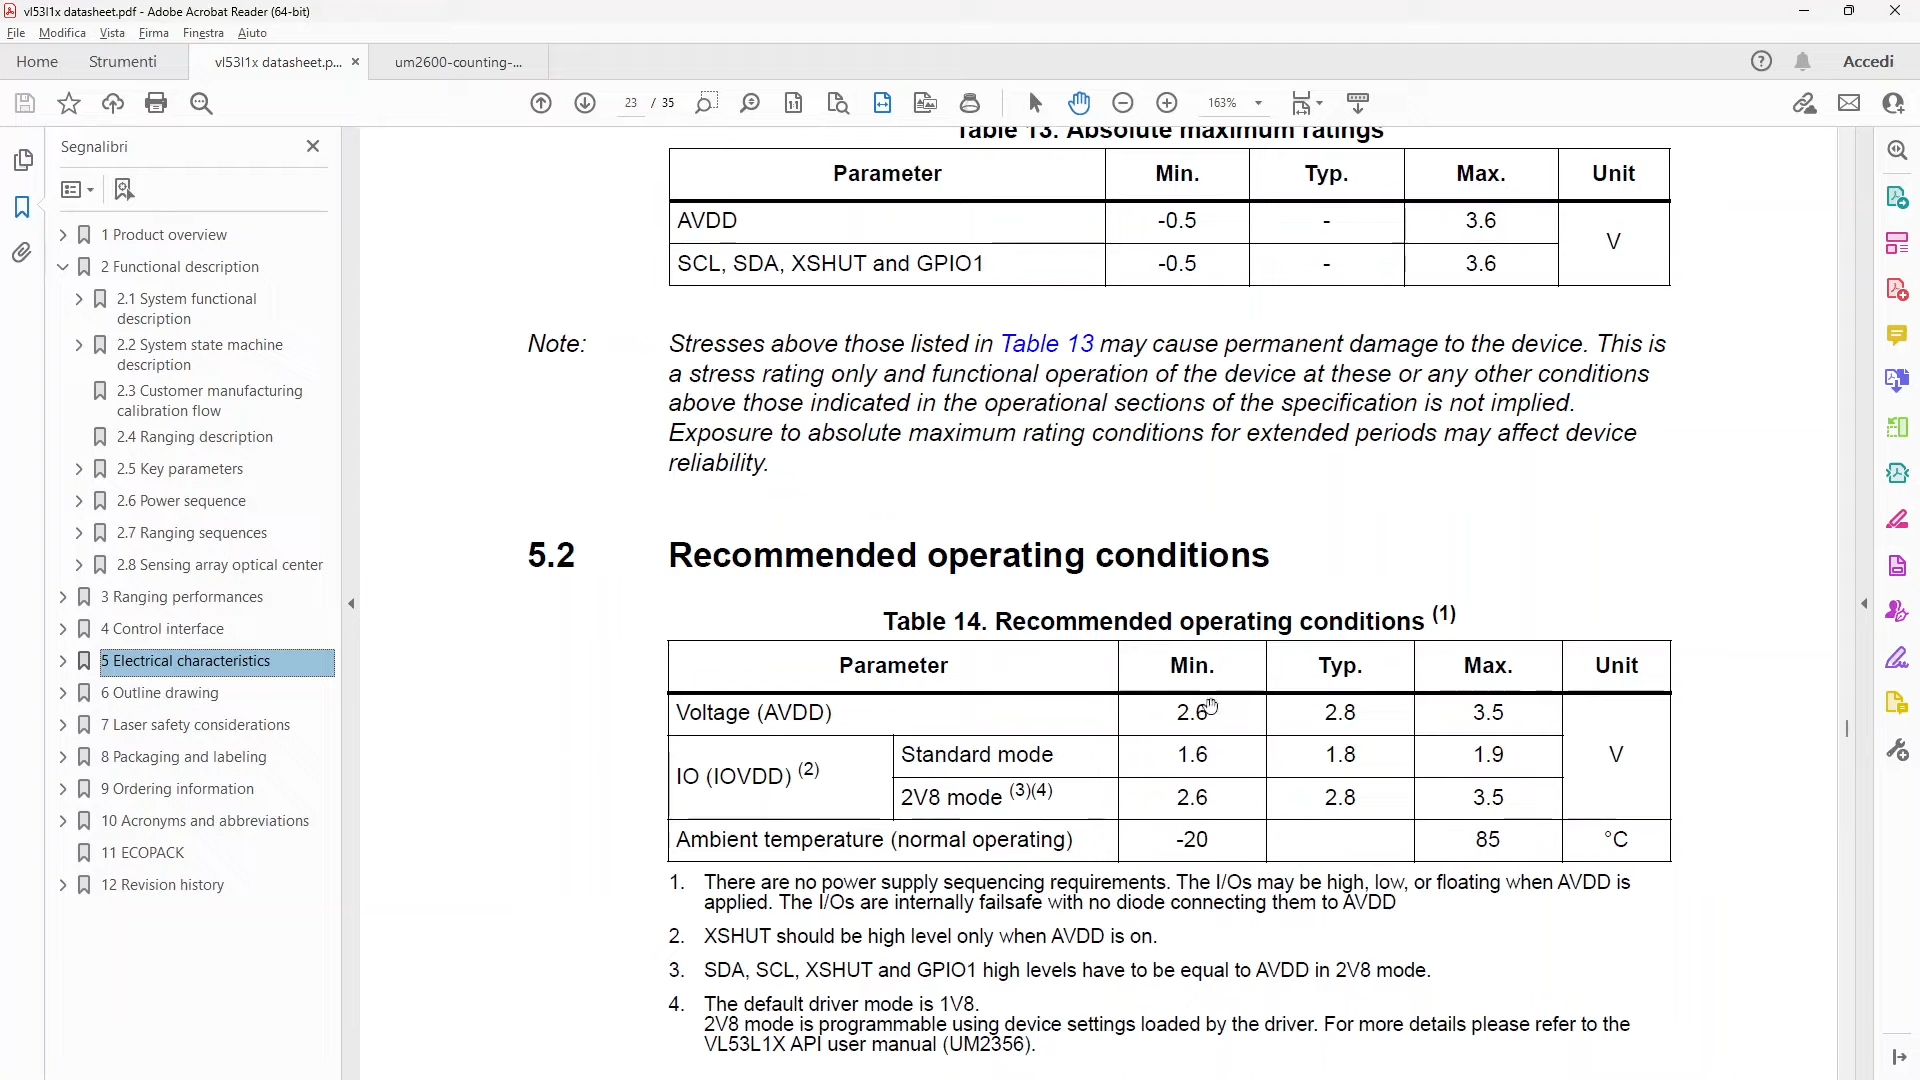 vl53l1x datasheet.pdf - Adobe Acrobat Reader (64-bit)
File Modifica Vista Firma Finestra Aiuto
Home Strumenti vl53l1x datasheet.p... um2600-counting-... Accedi
23 / 35 163%
Segnalibri
1 Product overview
2 Functional description
2.1 System functional
description
2.2 System state machine
description
2.3 Customer manufacturing
calibration flow
2.4 Ranging description
2.5 Key parameters
2.6 Power sequence
2.7 Ranging sequences
2.8 Sensing array optical center
3 Ranging performances
4 Control interface
5 Electrical characteristics
6 Outline drawing
7 Laser safety considerations
8 Packaging and labeling
9 Ordering information
10 Acronyms and abbreviations
11 ECOPACK
12 Revision history
Table 13. Absolute maximum ratings
Parameter Min. Typ. Max. Unit
AVDD -0.5 - 3.6 V
SCL, SDA, XSHUT and GPIO1 -0.5 - 3.6
Note: Stresses above those listed in Table 13 may cause permanent damage to the device. This is
a stress rating only and functional operation of the device at these or any other conditions
above those indicated in the operational sections of the specification is not implied.
Exposure to absolute maximum rating conditions for extended periods may affect device
reliability.
5.2 Recommended operating conditions
Table 14. Recommended operating conditions (1)
Parameter Min. Typ. Max. Unit
Voltage (AVDD) 2.6 2.8 3.5 V
IO (IOVDD) (2) Standard mode 1.6 1.8 1.9
2V8 mode (3)(4) 2.6 2.8 3.5
Ambient temperature (normal operating) -20 85 °C
1. There are no power supply sequencing requirements. The I/Os may be high, low, or floating when AVDD is
applied. The I/Os are internally failsafe with no diode connecting them to AVDD
2. XSHUT should be high level only when AVDD is on.
3. SDA, SCL, XSHUT and GPIO1 high levels have to be equal to AVDD in 2V8 mode.
4. The default driver mode is 1V8.
2V8 mode is programmable using device settings loaded by the driver. For more details please refer to the
VL53L1X API user manual (UM2356).